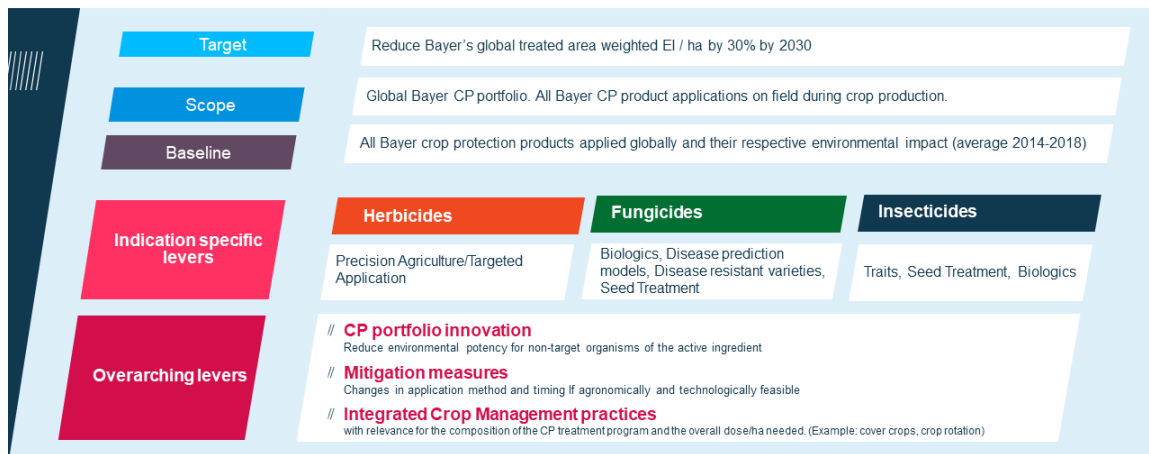 Target
Reduce Bayer's global treated area weighted EI / ha by 30% by 2030
Scope
Global Bayer CP portfolio. All Bayer CP product applications on field during crop production.
Baseline
All Bayer crop protection products applied globally and their respective environmental impact (average 2014-2018)
Indication specific
levers
Herbicides
Precision Agriculture/Targeted
Application
Fungicides
Biologics, Disease prediction
models, Disease resistant varieties,
Seed Treatment
Insecticides
Traits, Seed Treatment, Biologics
Overarching levers
// CP portfolio innovation
Reduce environmental potency for non-target organisms of the active ingredient
// Mitigation measures
Changes in application method and timing If agronomically and technologically feasible
// Integrated Crop Management practices
with relevance for the composition of the CP treatment program and the overall dose/ha needed. (Example: cover crops, crop rotation)